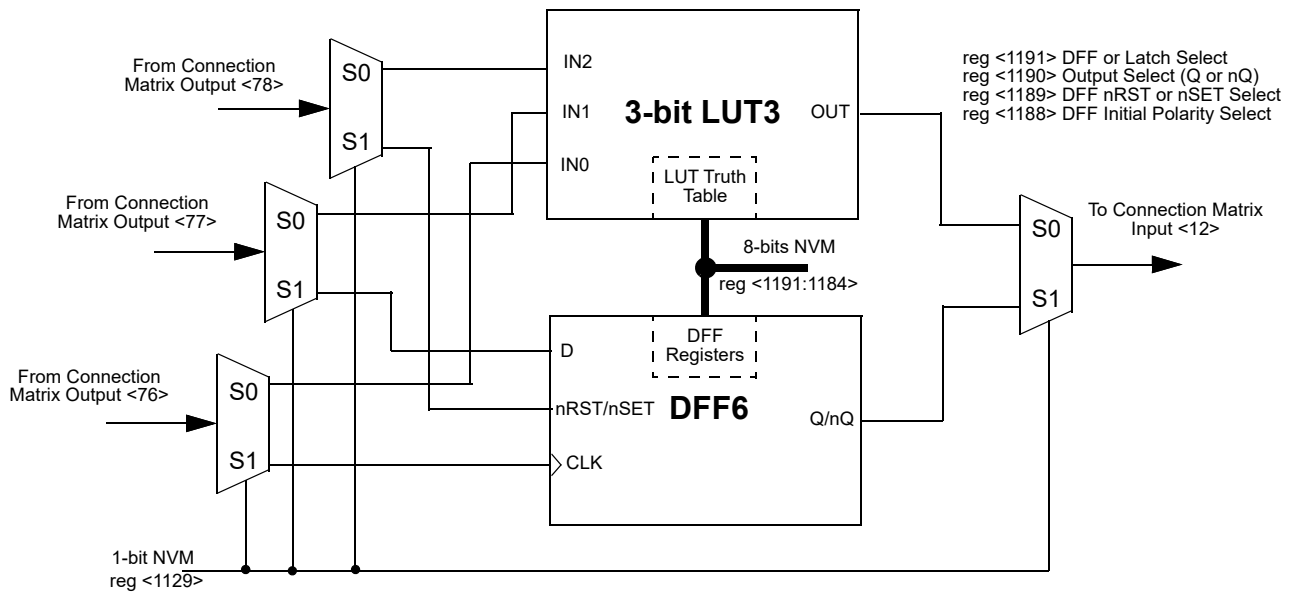 From Connection
Matrix Output <78>
S0
S1
IN2
IN1
IN0
3-bit LUT3
OUT
LUT Truth
Table
reg <1191> DFF or Latch Select
reg <1190> Output Select (Q or nQ)
reg <1189> DFF nRST or nSET Select
reg <1188> DFF Initial Polarity Select
From Connection
Matrix Output <77>
S0
S1
8-bits NVM
reg <1191:1184>
S0
S1
To Connection Matrix
Input <12>
DFF
Registers
D
nRST/nSET
CLK
DFF6
Q/nQ
From Connection
Matrix Output <76>
S0
S1
1-bit NVM
reg <1129>